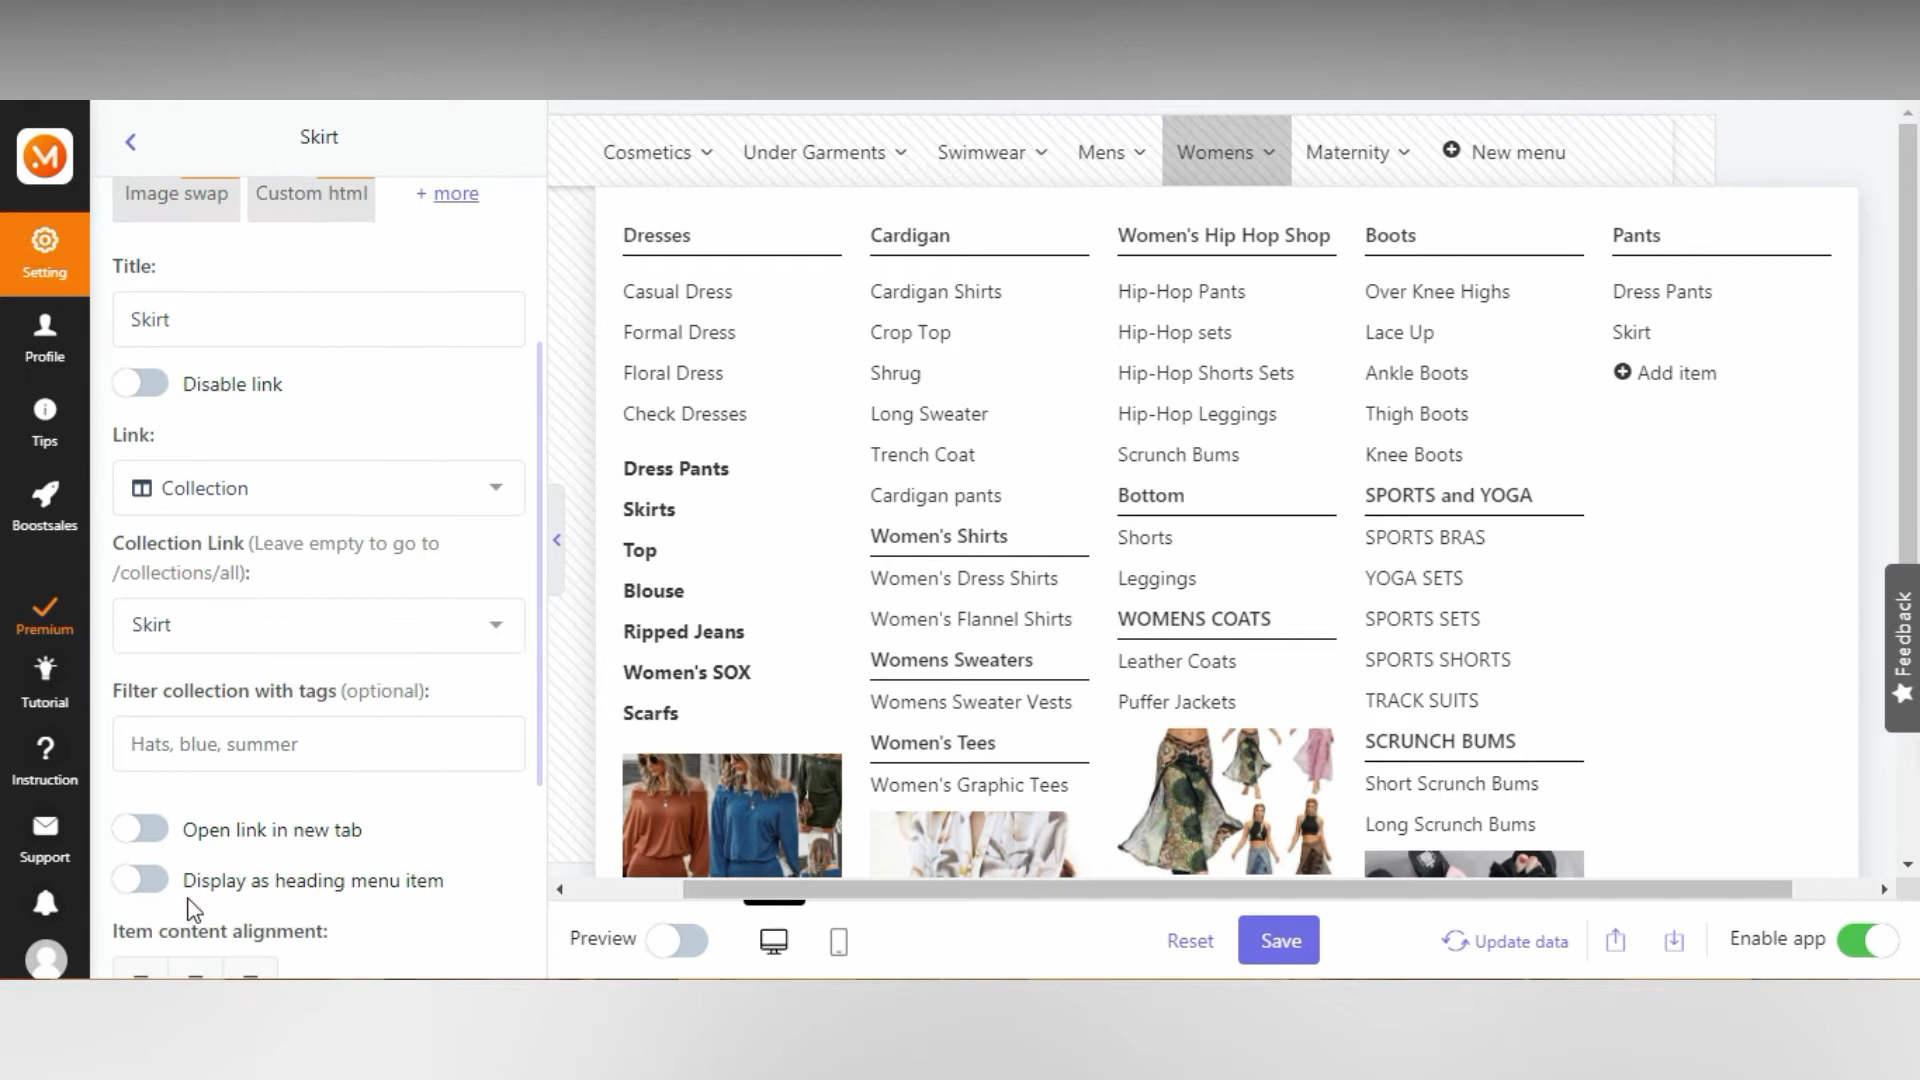 Skirt
Image swap
Custom html
+ more
Title:
Skirt
Disable link
Link:
Collection
Collection Link (Leave empty to go to
/collections/all):
Skirt
Filter collection with tags (optional):
Hats, blue, summer
Open link in new tab
Display as heading menu item
Item content alignment:
Setting
Profile
Tips
Boostsales
Premium
Tutorial
Instruction
Support
Cosmetics
Under Garments
Swimwear
Mens
Womens
Maternity
New menu
Dresses
Casual Dress
Formal Dress
Floral Dress
Check Dresses
Dress Pants
Skirts
Top
Blouse
Ripped Jeans
Women's SOX
Scarfs
Cardigan
Cardigan Shirts
Crop Top
Shrug
Long Sweater
Trench Coat
Cardigan pants
Women's Shirts
Women's Dress Shirts
Women's Flannel Shirts
Womens Sweaters
Womens Sweater Vests
Women's Tees
Women's Graphic Tees
Women's Hip Hop Shop
Hip-Hop Pants
Hip-Hop sets
Hip-Hop Shorts Sets
Hip-Hop Leggings
Scrunch Bums
Bottom
Shorts
Leggings
WOMENS COATS
Leather Coats
Puffer Jackets
Boots
Over Knee Highs
Lace Up
Ankle Boots
Thigh Boots
Knee Boots
SPORTS and YOGA
SPORTS BRAS
YOGA SETS
SPORTS SETS
SPORTS SHORTS
TRACK SUITS
SCRUNCH BUMS
Short Scrunch Bums
Long Scrunch Bums
Pants
Dress Pants
Skirt
Add item
Feedback
Preview
Reset
Save
Update data
Enable app